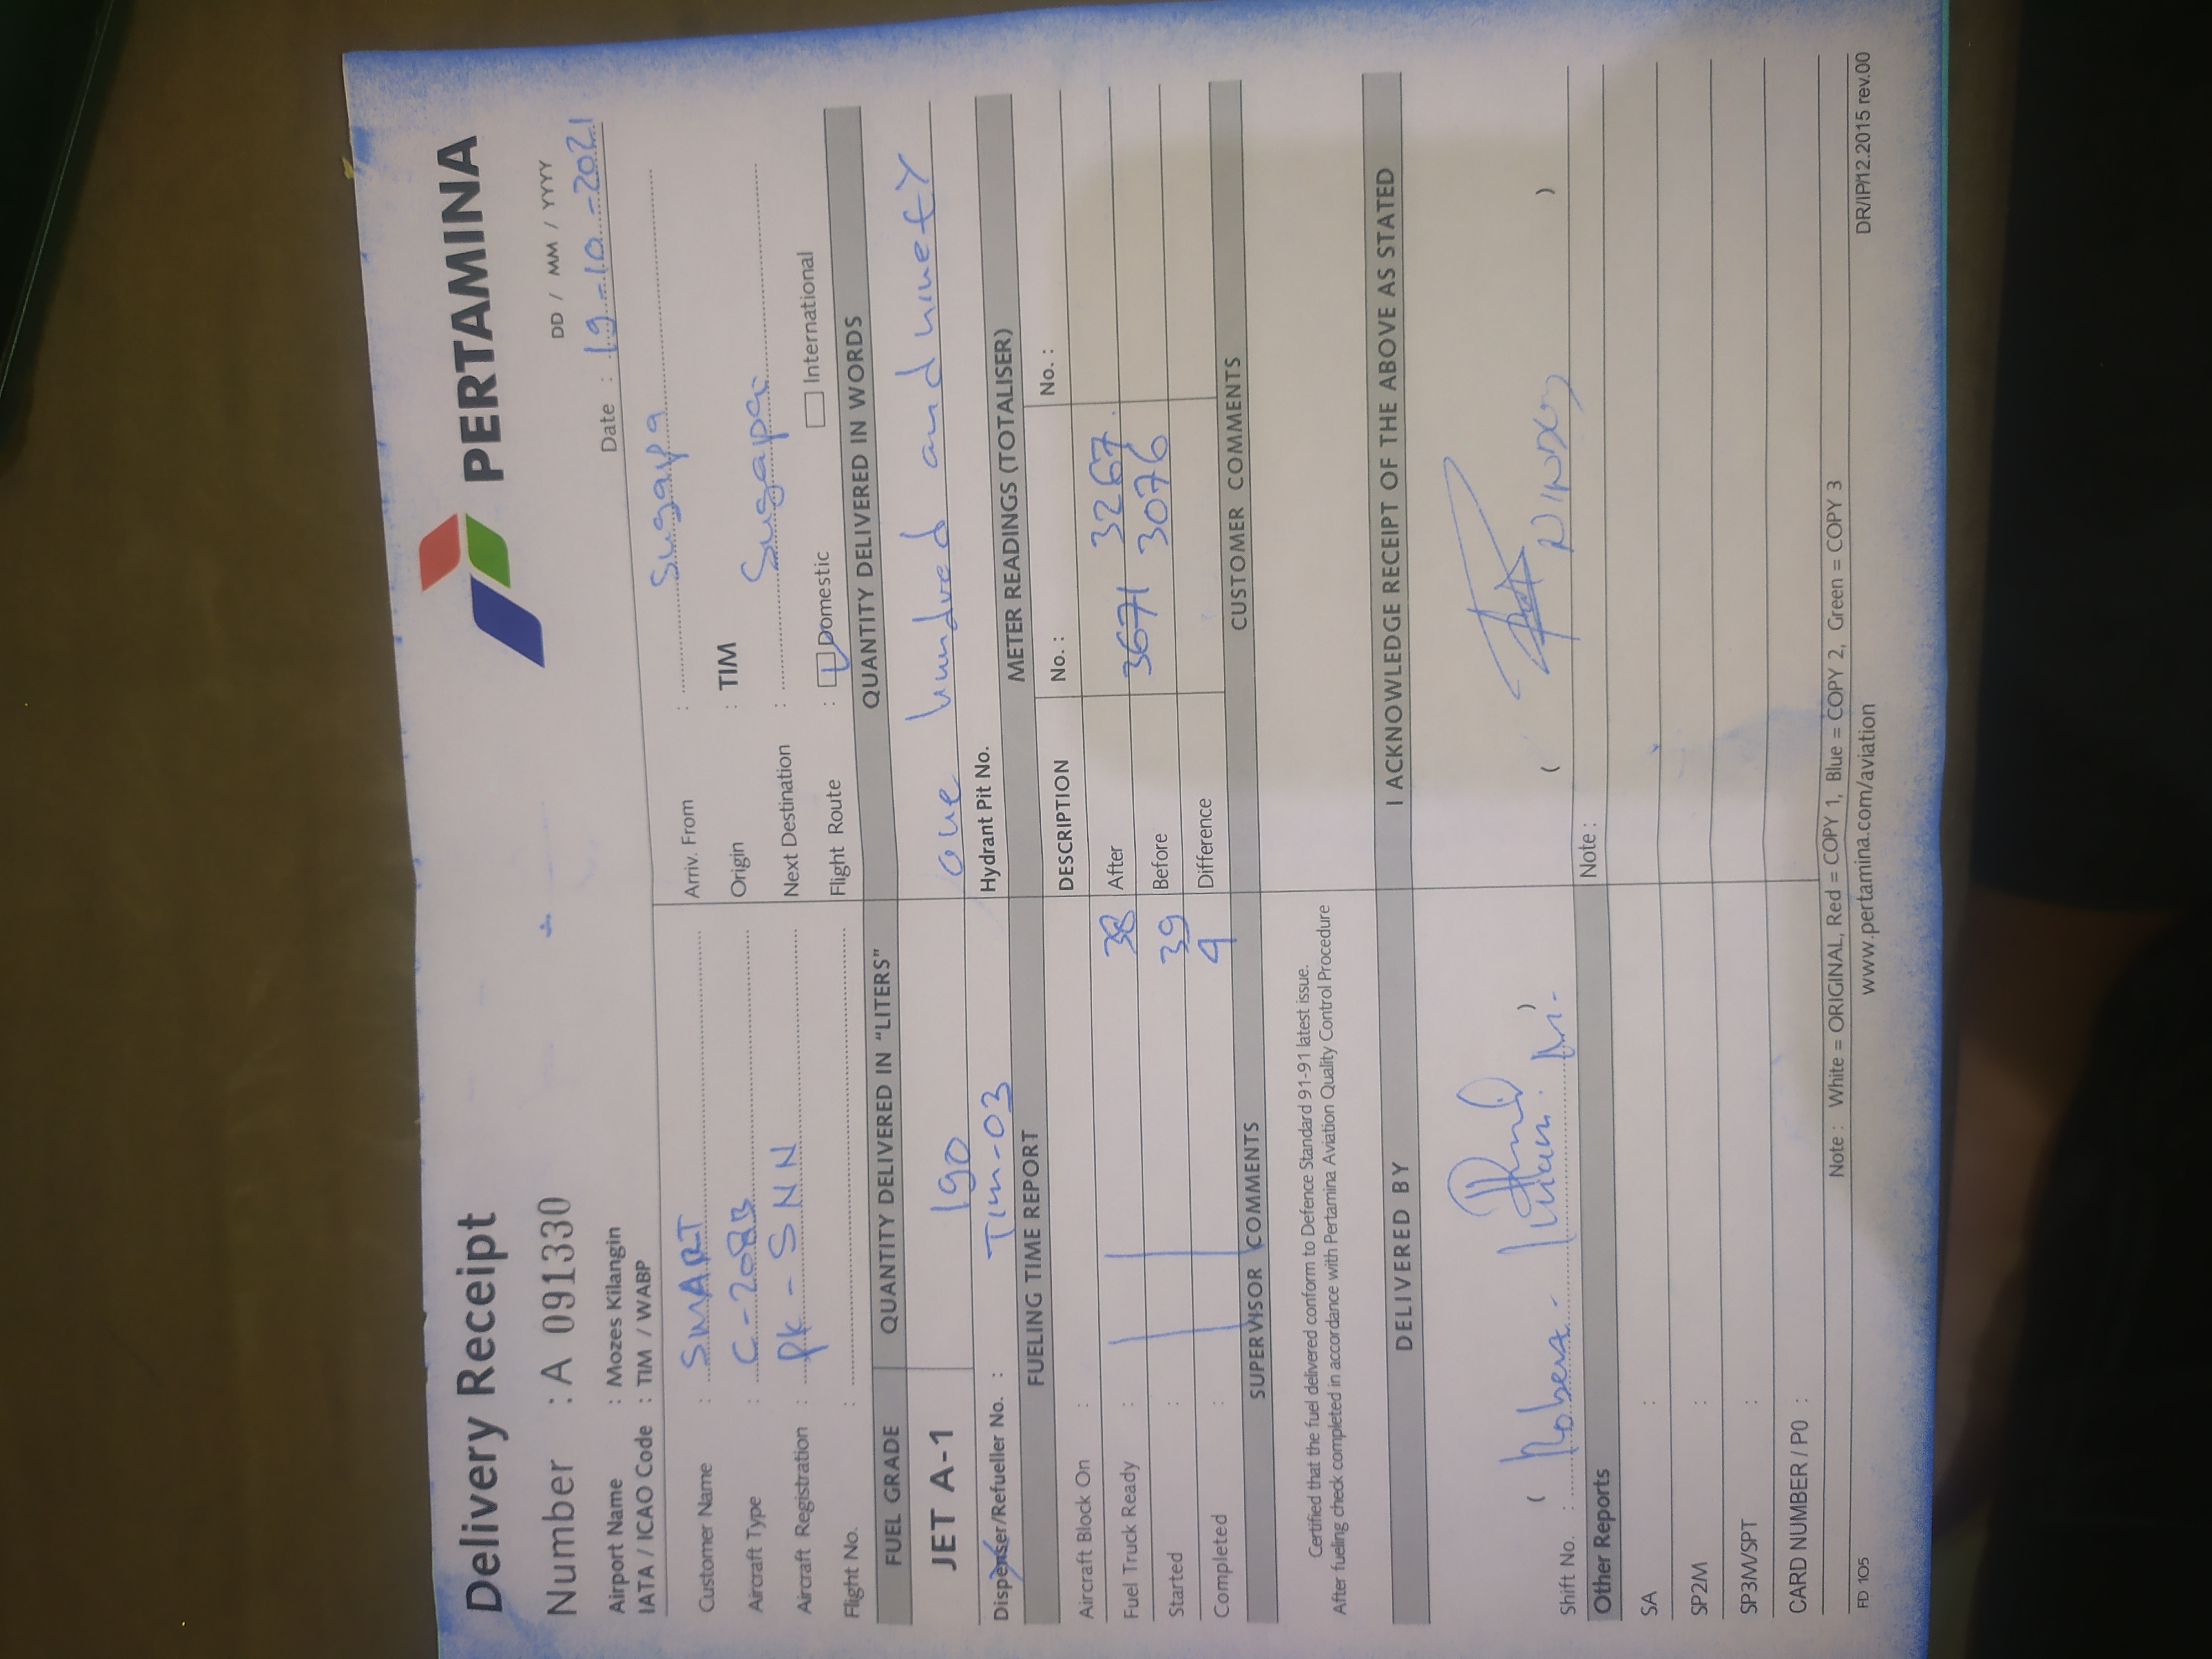 Delivery Receipt
PERTAMINA
Number : A 091330
DD / MM / YYYY
Airport Name : Mozes Kilangin
Date : 19-10-2021
IATA / ICAO Code : TIM / WABP
Customer Name : SMART
Arriv. From : Sugapa
Aircraft Type : C-208B
Origin : TIM
Aircraft Registration : PK - SNN
Next Destination : Sugapa
Flight No. :
Flight Route : Domestic International
FUEL GRADE QUANTITY DELIVERED IN "LITERS" QUANTITY DELIVERED IN WORDS
JET A-1 190 one hundred and ninety
Dispenser/Refueller No. : TIM-03 Hydrant Pit No.
FUELING TIME REPORT METER READINGS (TOTALISER)
Aircraft Block On : DESCRIPTION No. : No. :
Fuel Truck Ready : 38 After 3671 3267
Started : 39 Before 3076
Completed : Difference
SUPERVISOR COMMENTS CUSTOMER COMMENTS
Certified that the fuel delivered conform to Defence Standard 91-91 latest issue.
After fueling check completed in accordance with Pertamina Aviation Quality Control Procedure
DELIVERED BY I ACKNOWLEDGE RECEIPT OF THE ABOVE AS STATED
Shift No. :
Other Reports Note :
SA :
SP2M :
SP3M/SPT :
CARD NUMBER / PO :
Note : White = ORIGINAL, Red = COPY 1, Blue = COPY 2, Green = COPY 3
FD 105 www.pertamina.com/aviation DR/IP/12.2015 rev.00